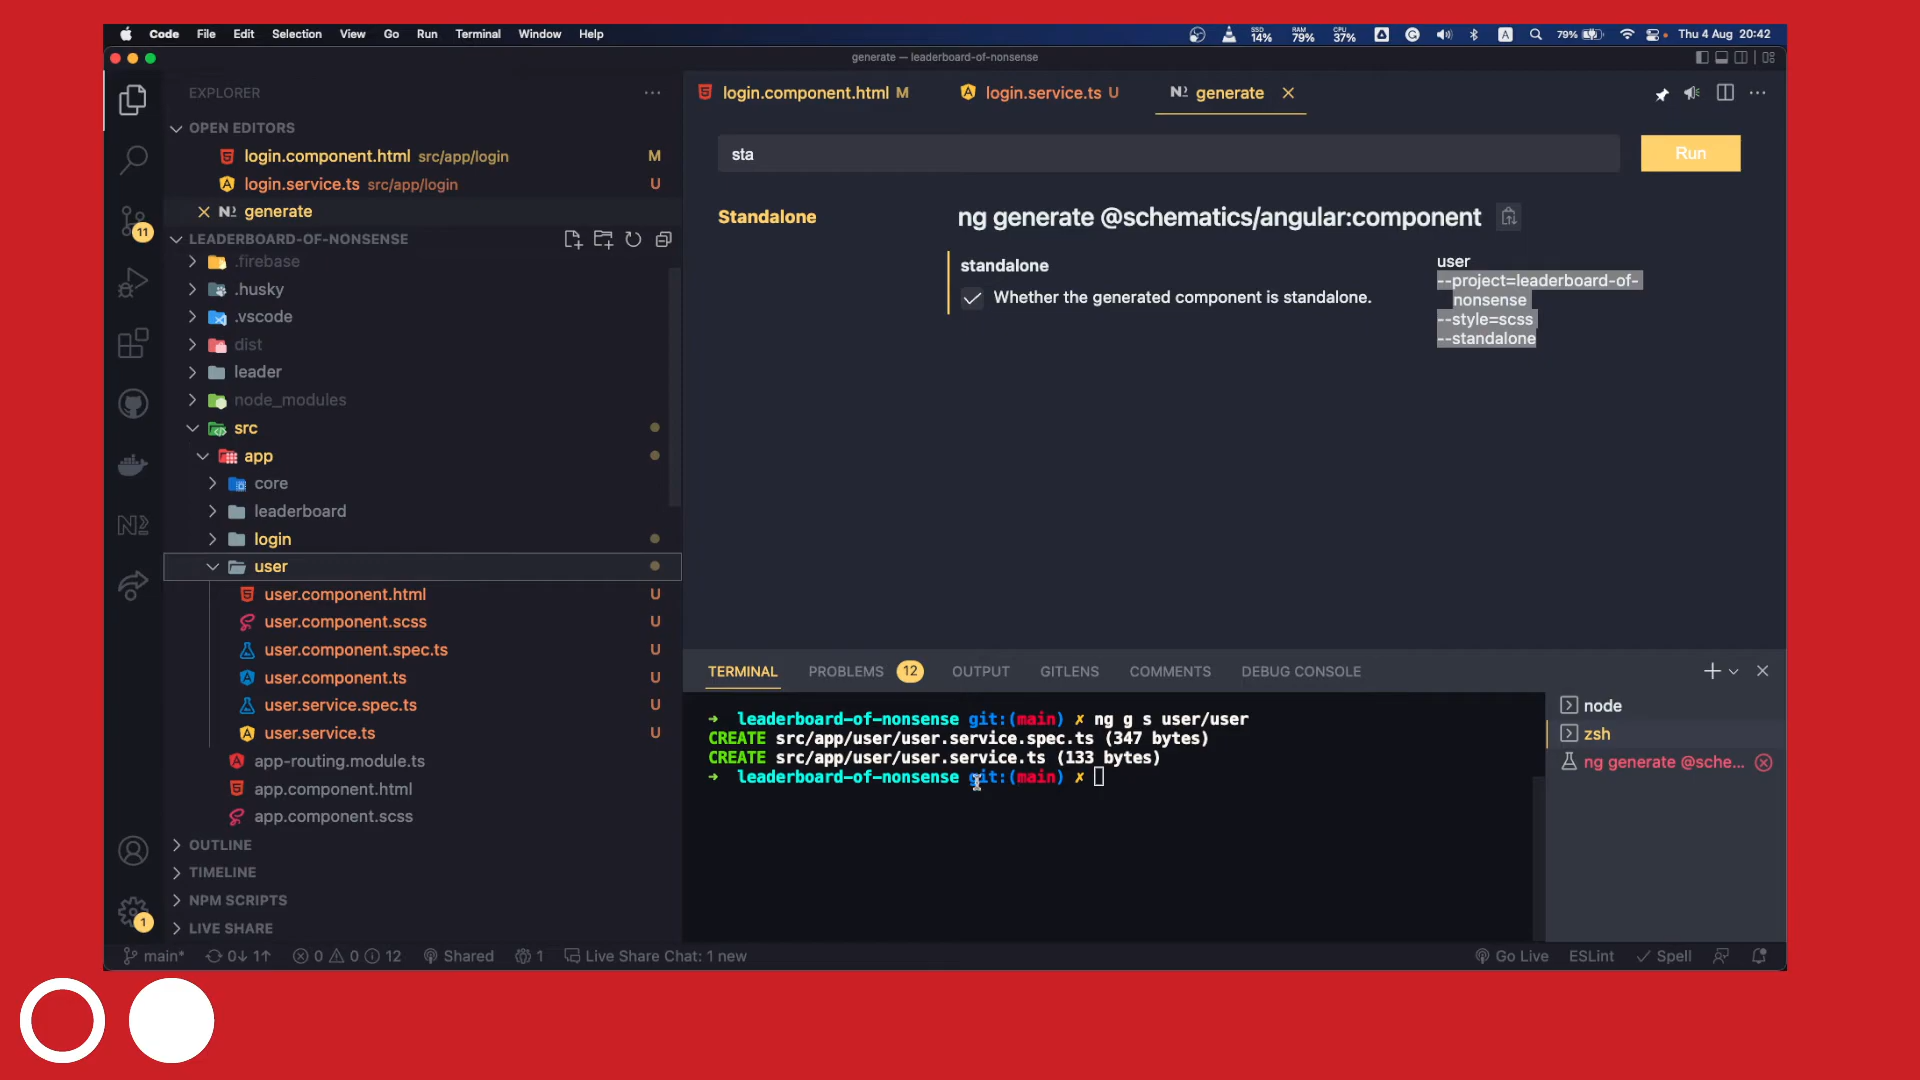 Code File Edit Selection View Go Run Terminal Window Help
SSD 14% RAM 79% CPU 37% A 79% Thu 4 Aug 20:42
generate — leaderboard-of-nonsense
EXPLORER
OPEN EDITORS
login.component.html src/app/login M
login.service.ts src/app/login U
generate
LEADERBOARD-OF-NONSENSE
.firebase
.husky
.vscode
dist
leader
node_modules
src
app
core
leaderboard
login
user
user.component.html U
user.component.scss U
user.component.spec.ts U
user.component.ts U
user.service.spec.ts U
user.service.ts U
app-routing.module.ts
app.component.html
app.component.scss
OUTLINE
TIMELINE
NPM SCRIPTS
LIVE SHARE
11
1
login.component.html M login.service.ts U generate
sta
Run
Standalone
ng generate @schematics/angular:component
standalone
Whether the generated component is standalone.
user
--project=leaderboard-of-
nonsense
--style=scss
--standalone
TERMINAL PROBLEMS 12 OUTPUT GITLENS COMMENTS DEBUG CONSOLE
➜ leaderboard-of-nonsense git:(main) ✗ ng g s user/user
CREATE src/app/user/user.service.spec.ts (347 bytes)
CREATE src/app/user/user.service.ts (133 bytes)
➜ leaderboard-of-nonsense git:(main) ✗
node
zsh
ng generate @sche...
main* 0↓ 1↑ 0 0 12 Shared 1 Live Share Chat: 1 new
Go Live ESLint Spell